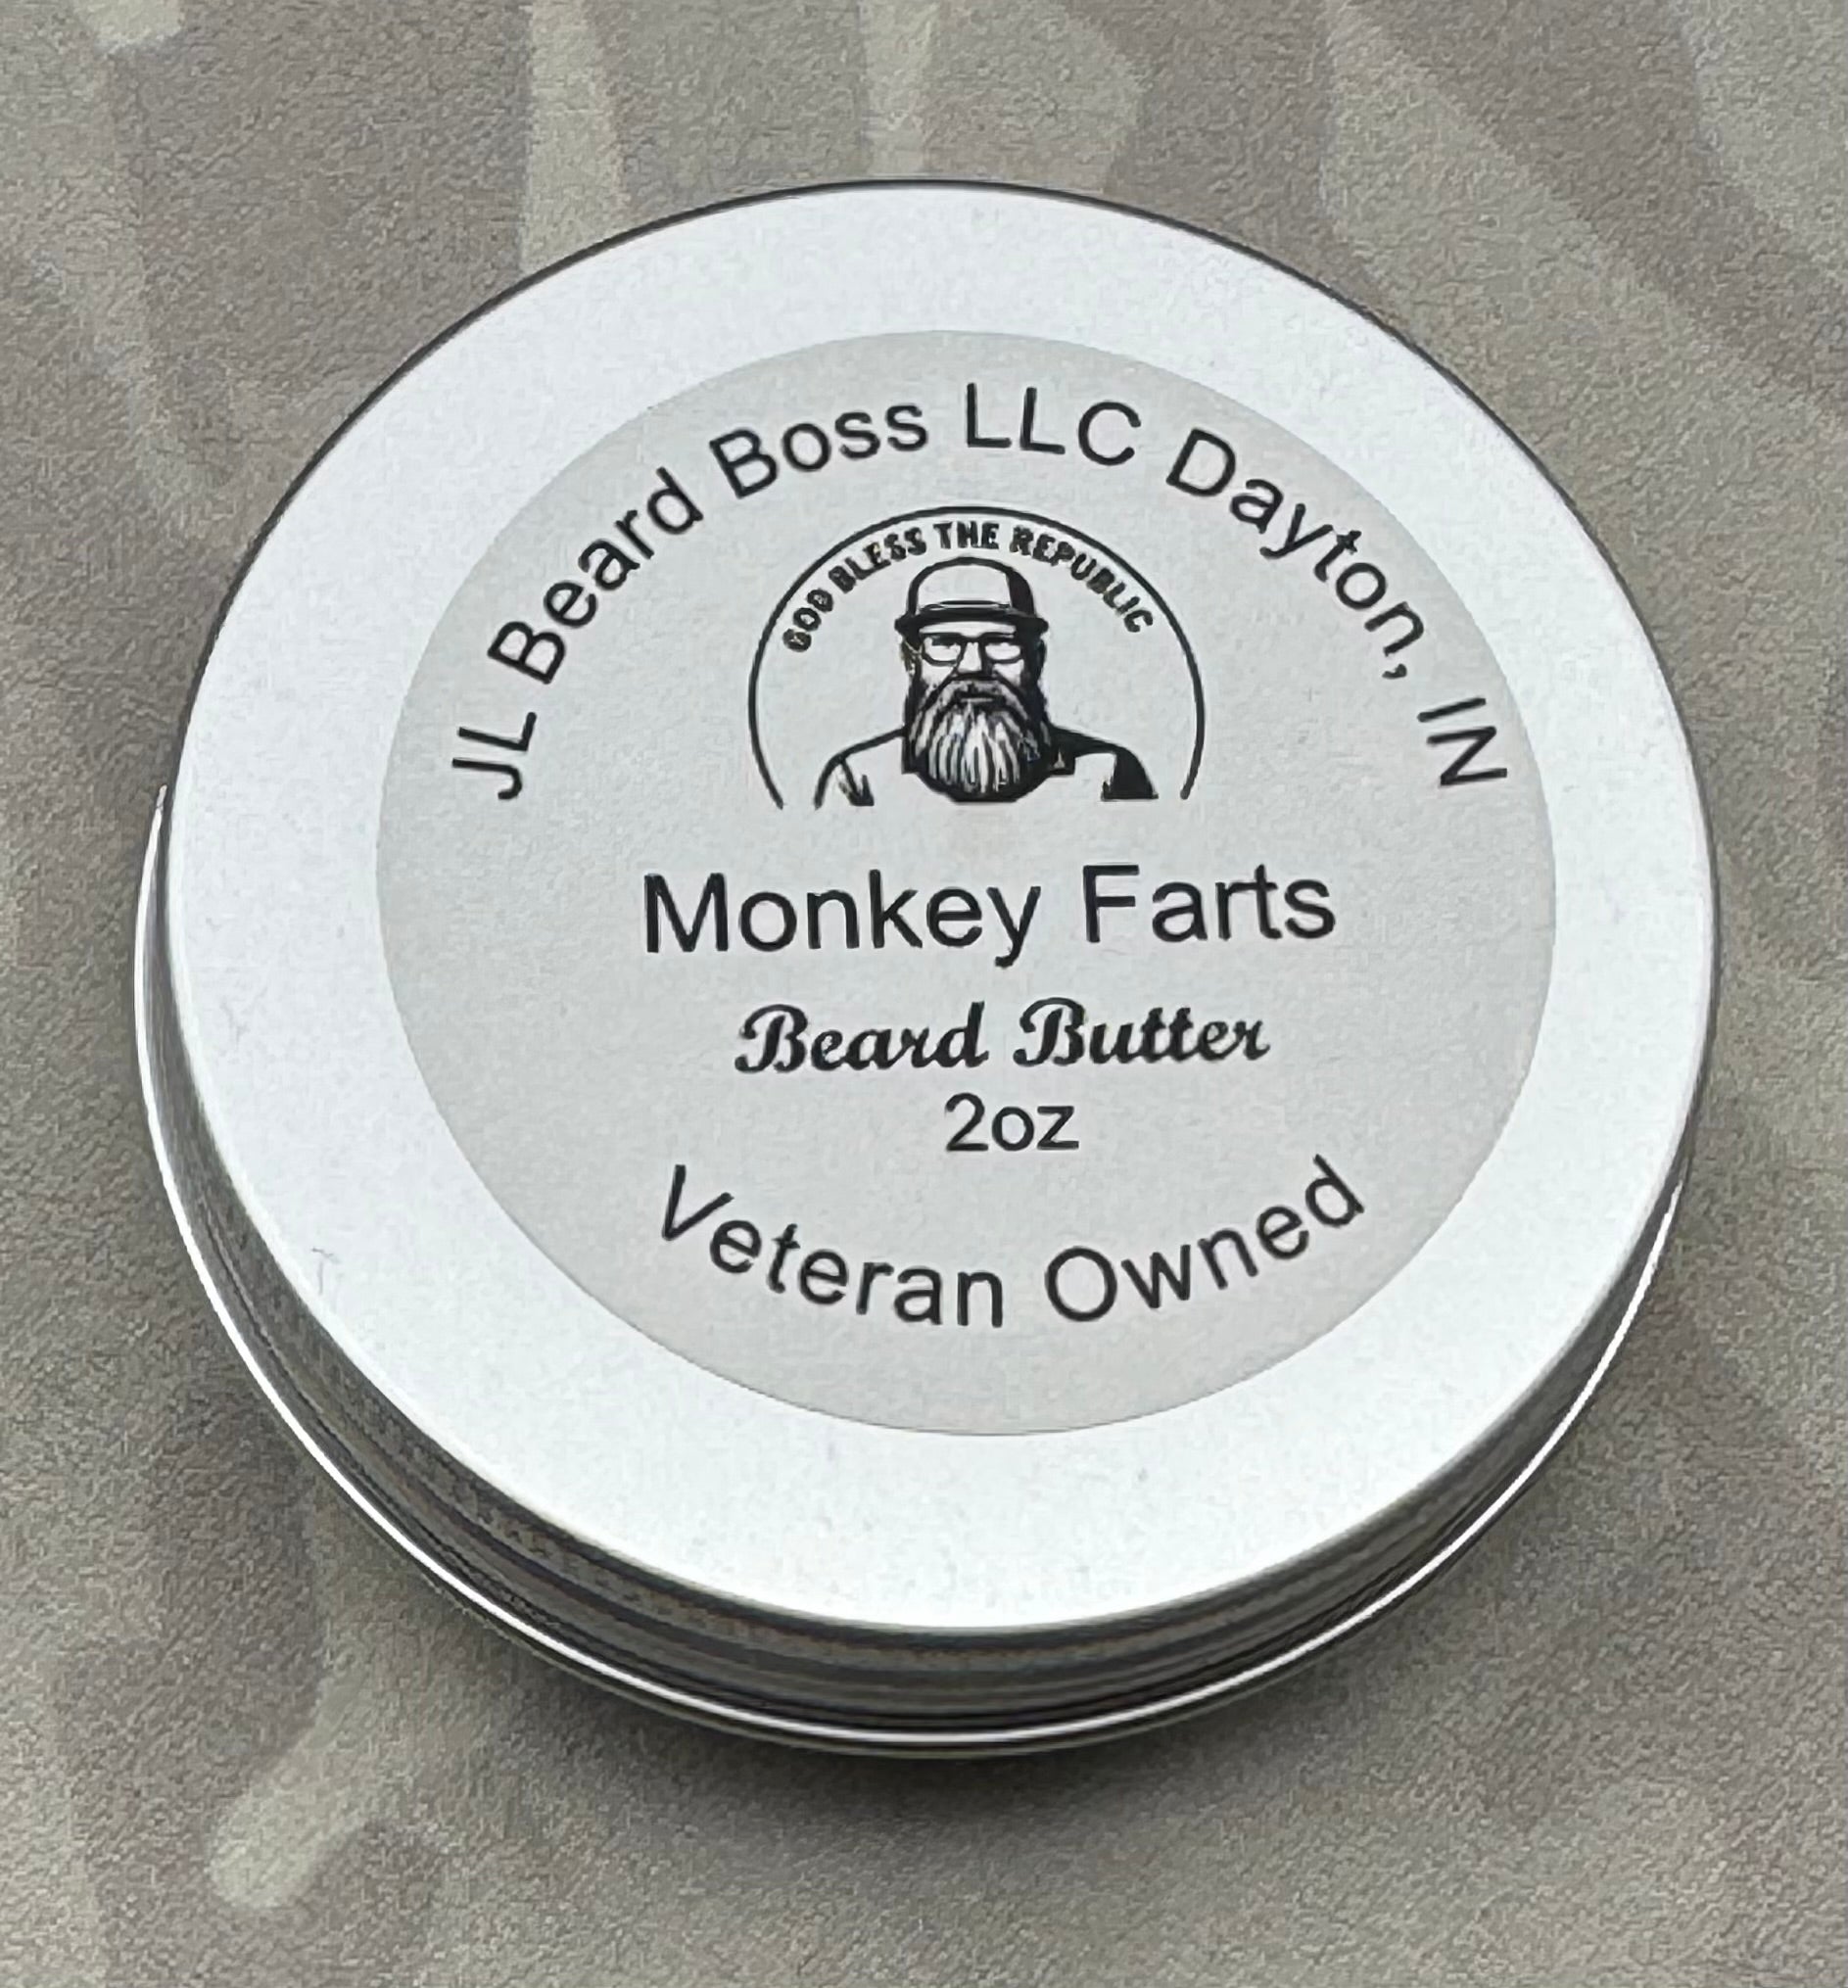 JL Beard Boss LLC Dayton, IN
GOD BLESS THE REPUBLIC
Monkey Farts
Beard Butter
2oz
Veteran Owned